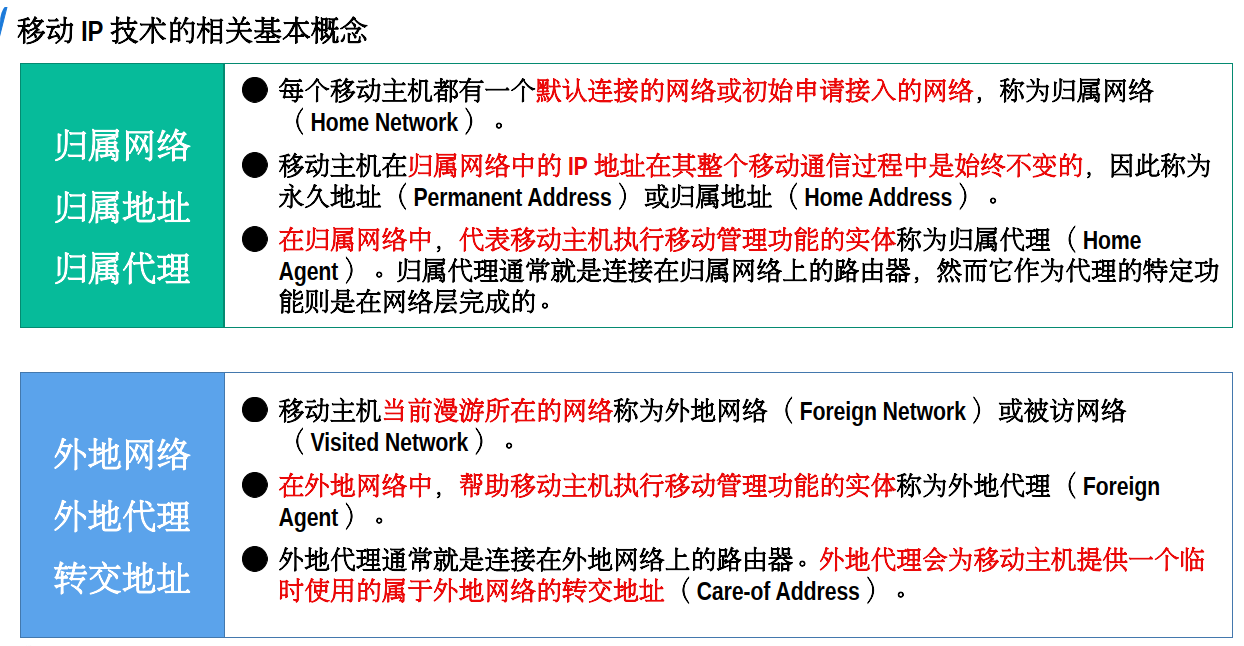 移动 IP 技术的相关基本概念
归属网络
归属地址
归属代理
● 每个移动主机都有一个默认连接的网络或初始申请接入的网络，称为归属网络
（Home Network）。
● 移动主机在归属网络中的 IP 地址在其整个移动通信过程中是始终不变的，因此称为
永久地址（Permanent Address）或归属地址（Home Address）。
● 在归属网络中，代表移动主机执行移动管理功能的实体称为归属代理（Home
Agent）。归属代理通常就是连接在归属网络上的路由器，然而它作为代理的特定功
能则是在网络层完成的。
外地网络
外地代理
转交地址
● 移动主机当前漫游所在的网络称为外地网络（Foreign Network）或被访网络
（Visited Network）。
● 在外地网络中，帮助移动主机执行移动管理功能的实体称为外地代理（Foreign
Agent）。
● 外地代理通常就是连接在外地网络上的路由器。外地代理会为移动主机提供一个临
时使用的属于外地网络的转交地址（Care-of Address）。